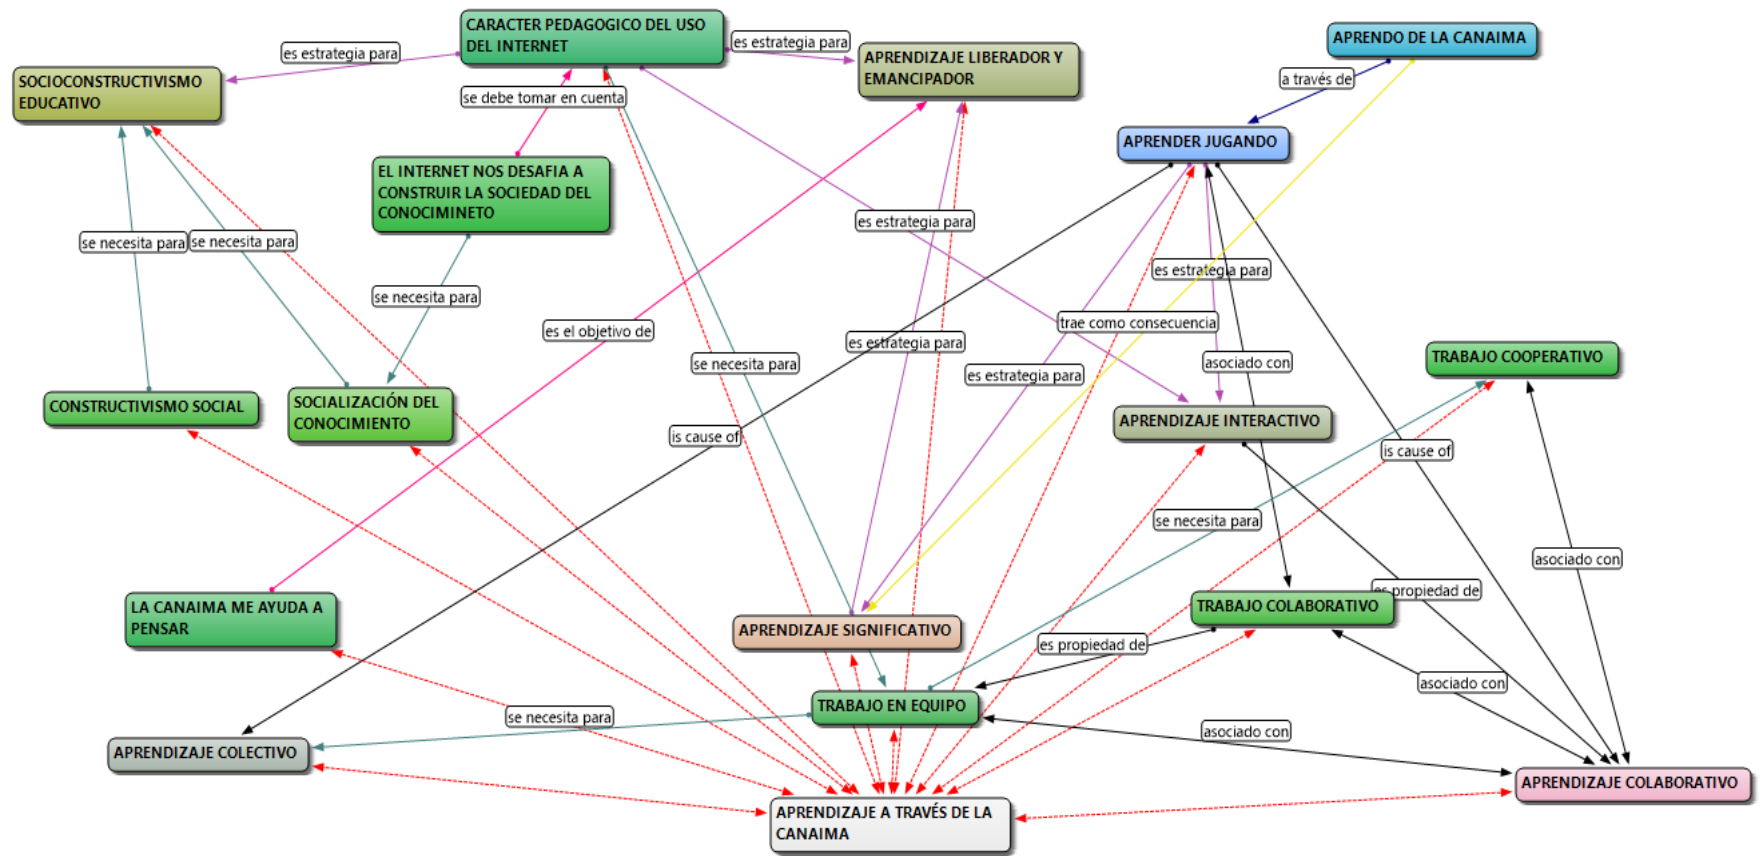 CARACTER PEDAGOGICO DEL USO
DEL INTERNET
APRENDO DE LA CANAIMA
es estrategia para
es estrategia para
APRENDIZAJE LIBERADOR Y
EMANCIPADOR
SOCIOCONSTRUCTIVISMO
EDUCATIVO
a través de
se debe tomar en cuenta
APRENDER JUGANDO
EL INTERNET NOS DESAFIA A
CONSTRUIR LA SOCIEDAD DEL
CONOCIMINETO
es estrategia para
se necesita para
se necesita para
es estrategia para
se necesita para
es el objetivo de
trae como consecuencia
es estrategia para
se necesita para
asociado con
TRABAJO COOPERATIVO
es estrategia para
CONSTRUCTIVISMO SOCIAL
SOCIALIZACIÓN DEL
CONOCIMIENTO
APRENDIZAJE INTERACTIVO
is cause of
is cause of
se necesita para
asociado con
es propiedad de
LA CANAIMA ME AYUDA A
PENSAR
TRABAJO COLABORATIVO
APRENDIZAJE SIGNIFICATIVO
es propiedad de
asociado con
se necesita para
TRABAJO EN EQUIPO
asociado con
APRENDIZAJE COLECTIVO
APRENDIZAJE COLABORATIVO
APRENDIZAJE A TRAVÉS DE LA
CANAIMA